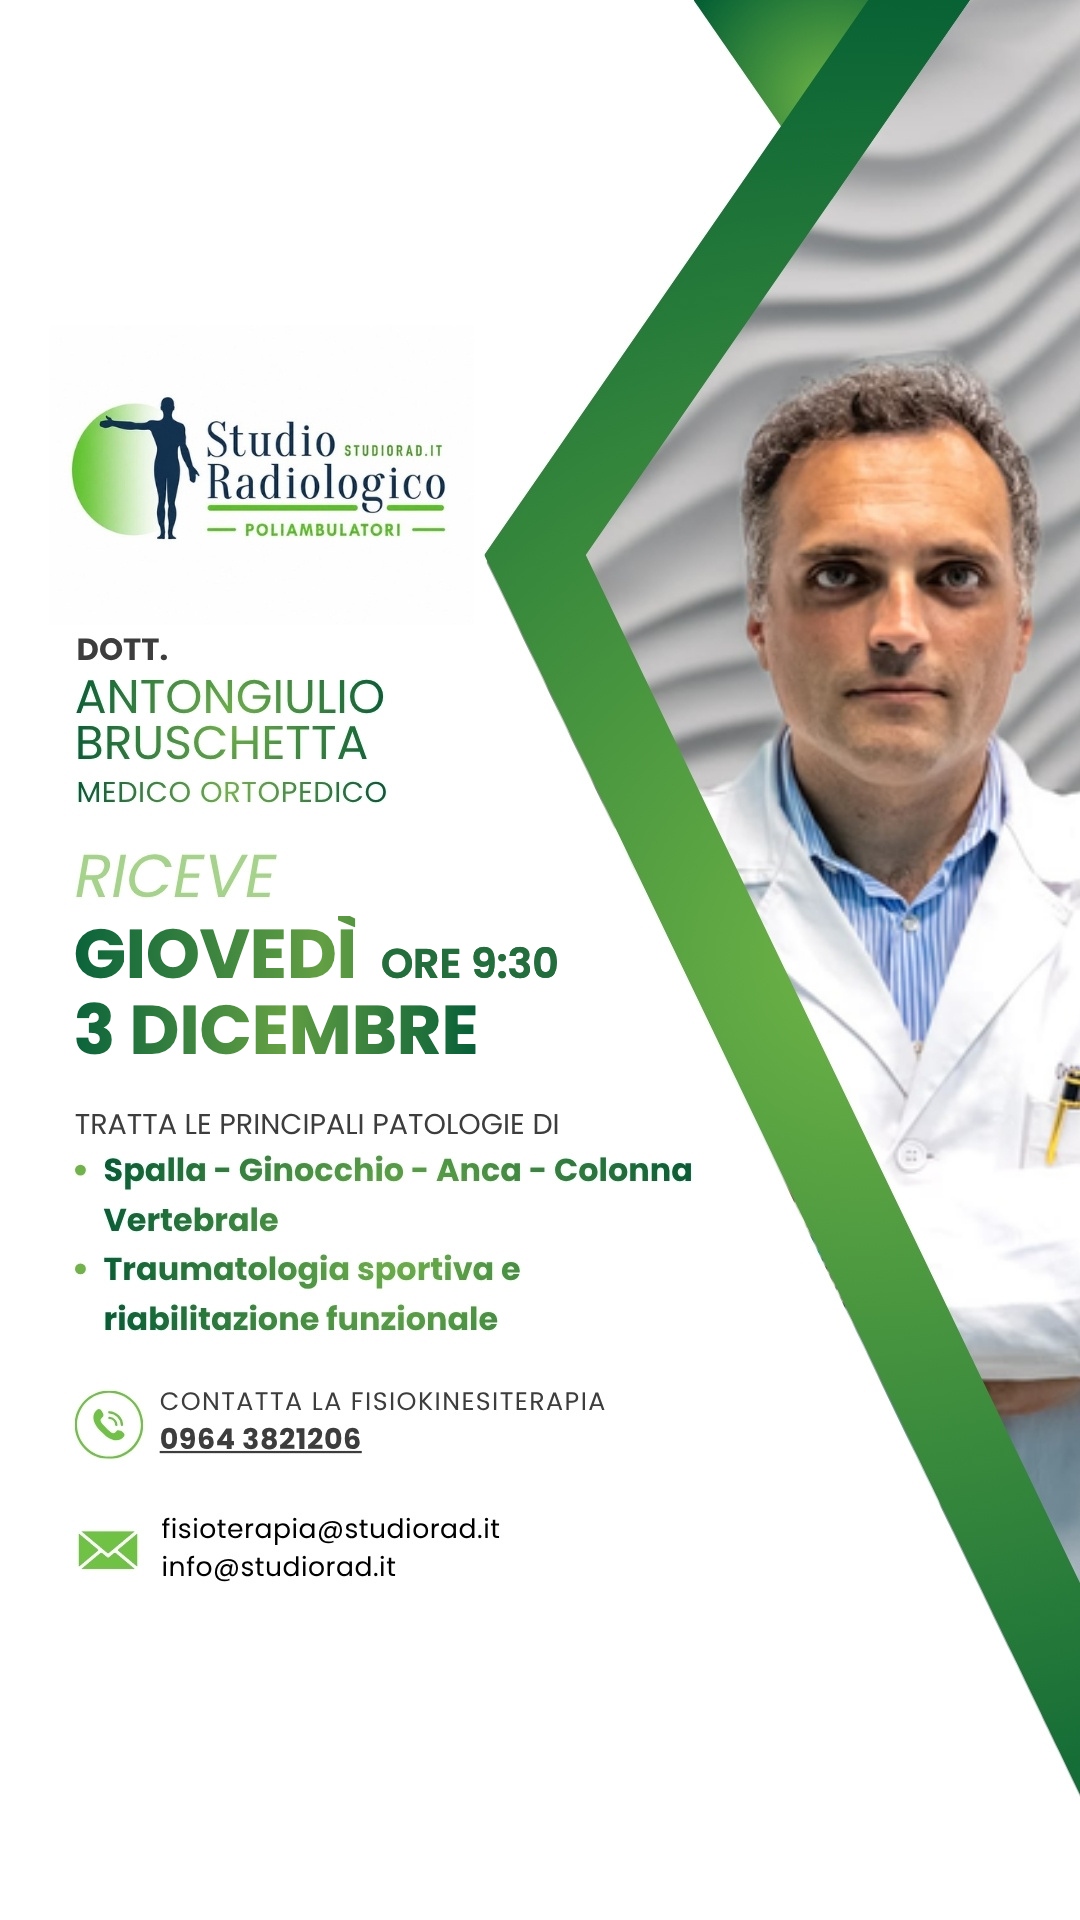 Studio STUDIORAD.IT
Radiologico
POLIAMBULATORI
DOTT.
ANTONGIULIO
BRUSCHETTA
MEDICO ORTOPEDICO
RICEVE
GIOVEDÌ ORE 9:30
3 DICEMBRE
TRATTA LE PRINCIPALI PATOLOGIE DI
• Spalla - Ginocchio - Anca - Colonna
Vertebrale
• Traumatologia sportiva e
riabilitazione funzionale
CONTATTA LA FISIOKINESITERAPIA
0964 3821206
fisioterapia@studiorad.it
info@studiorad.it